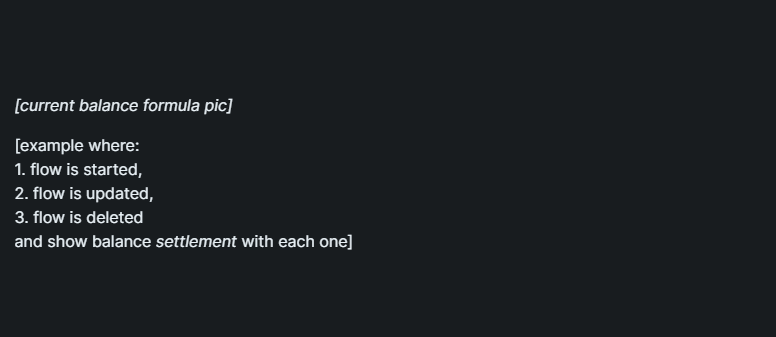 [current balance formula pic]
[example where:
1. flow is started,
2. flow is updated,
3. flow is deleted
and show balance settlement with each one]